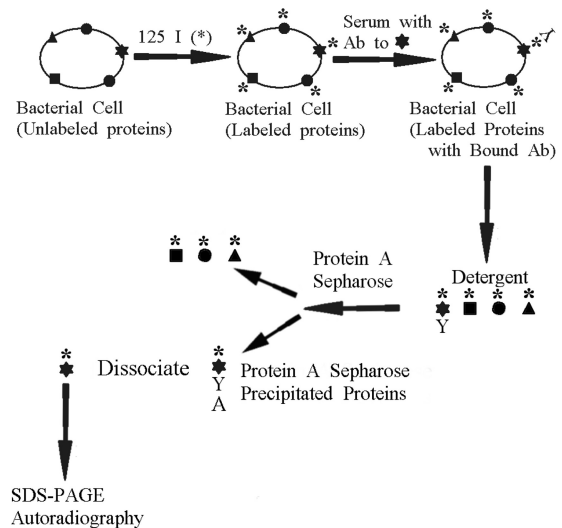 125 I (*)
Serum with
Ab to
Bacterial Cell
(Unlabeled proteins)
Bacterial Cell
(Labeled proteins)
Bacterial Cell
(Labeled Proteins
with Bound Ab)
Detergent
* * * *
Y
Protein A
Sepharose
* * *
*
Y
A
Protein A Sepharose
Precipitated Proteins
Dissociate
*
SDS-PAGE
Autoradiography